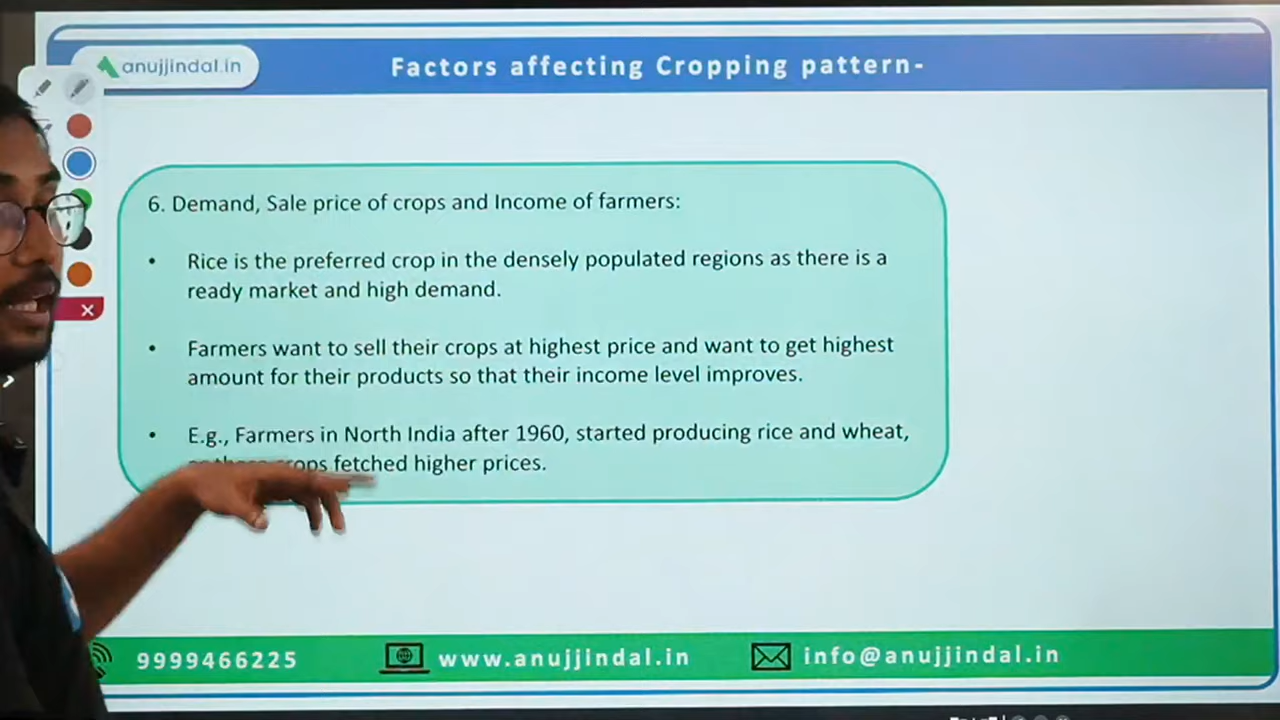 anujjindal.in
Factors affecting Cropping pattern-
6. Demand, Sale price of crops and Income of farmers:
• Rice is the preferred crop in the densely populated regions as there is a
ready market and high demand.
• Farmers want to sell their crops at highest price and want to get highest
amount for their products so that their income level improves.
• E.g., Farmers in North India after 1960, started producing rice and wheat,
fetched higher prices.
9999466225
www.anujjindal.in
info@anujjindal.in